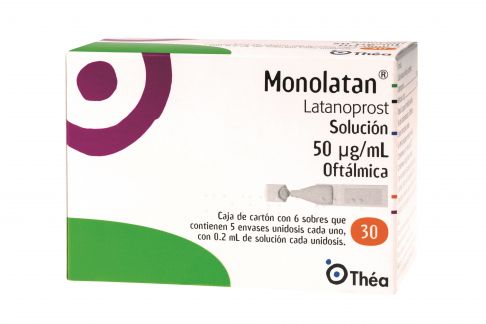 Théa
Monolatan®
Latanoprost
Solución
50 µg/mL
Oftálmica
Caja de cartón con 6 sobres que
contienen 5 envases unidosis cada uno,
con 0.2 mL de solución cada unidosis.
30
Théa